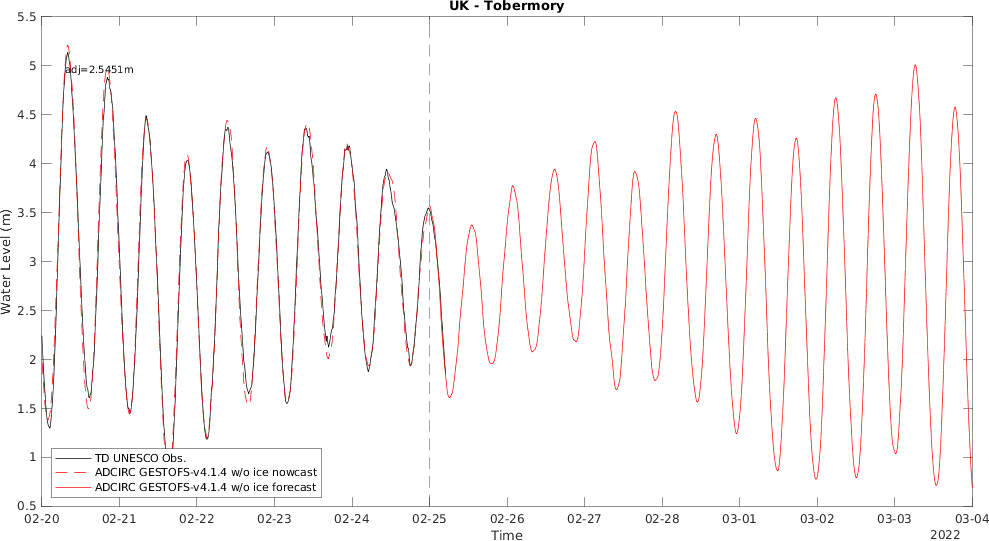 UK - Tobermory
5.5
5
4.5
4
3.5
3
2.5
2
1.5
1
0.5
Water Level (m)
adj=2.5451m
TD UNESCO Obs.
ADCIRC GESTOFS-v4.1.4 w/o ice nowcast
ADCIRC GESTOFS-v4.1.4 w/o ice forecast
02-20 02-21 02-22 02-23 02-24 02-25 02-26 02-27 02-28 03-01 03-02 03-03 03-04
Time
2022